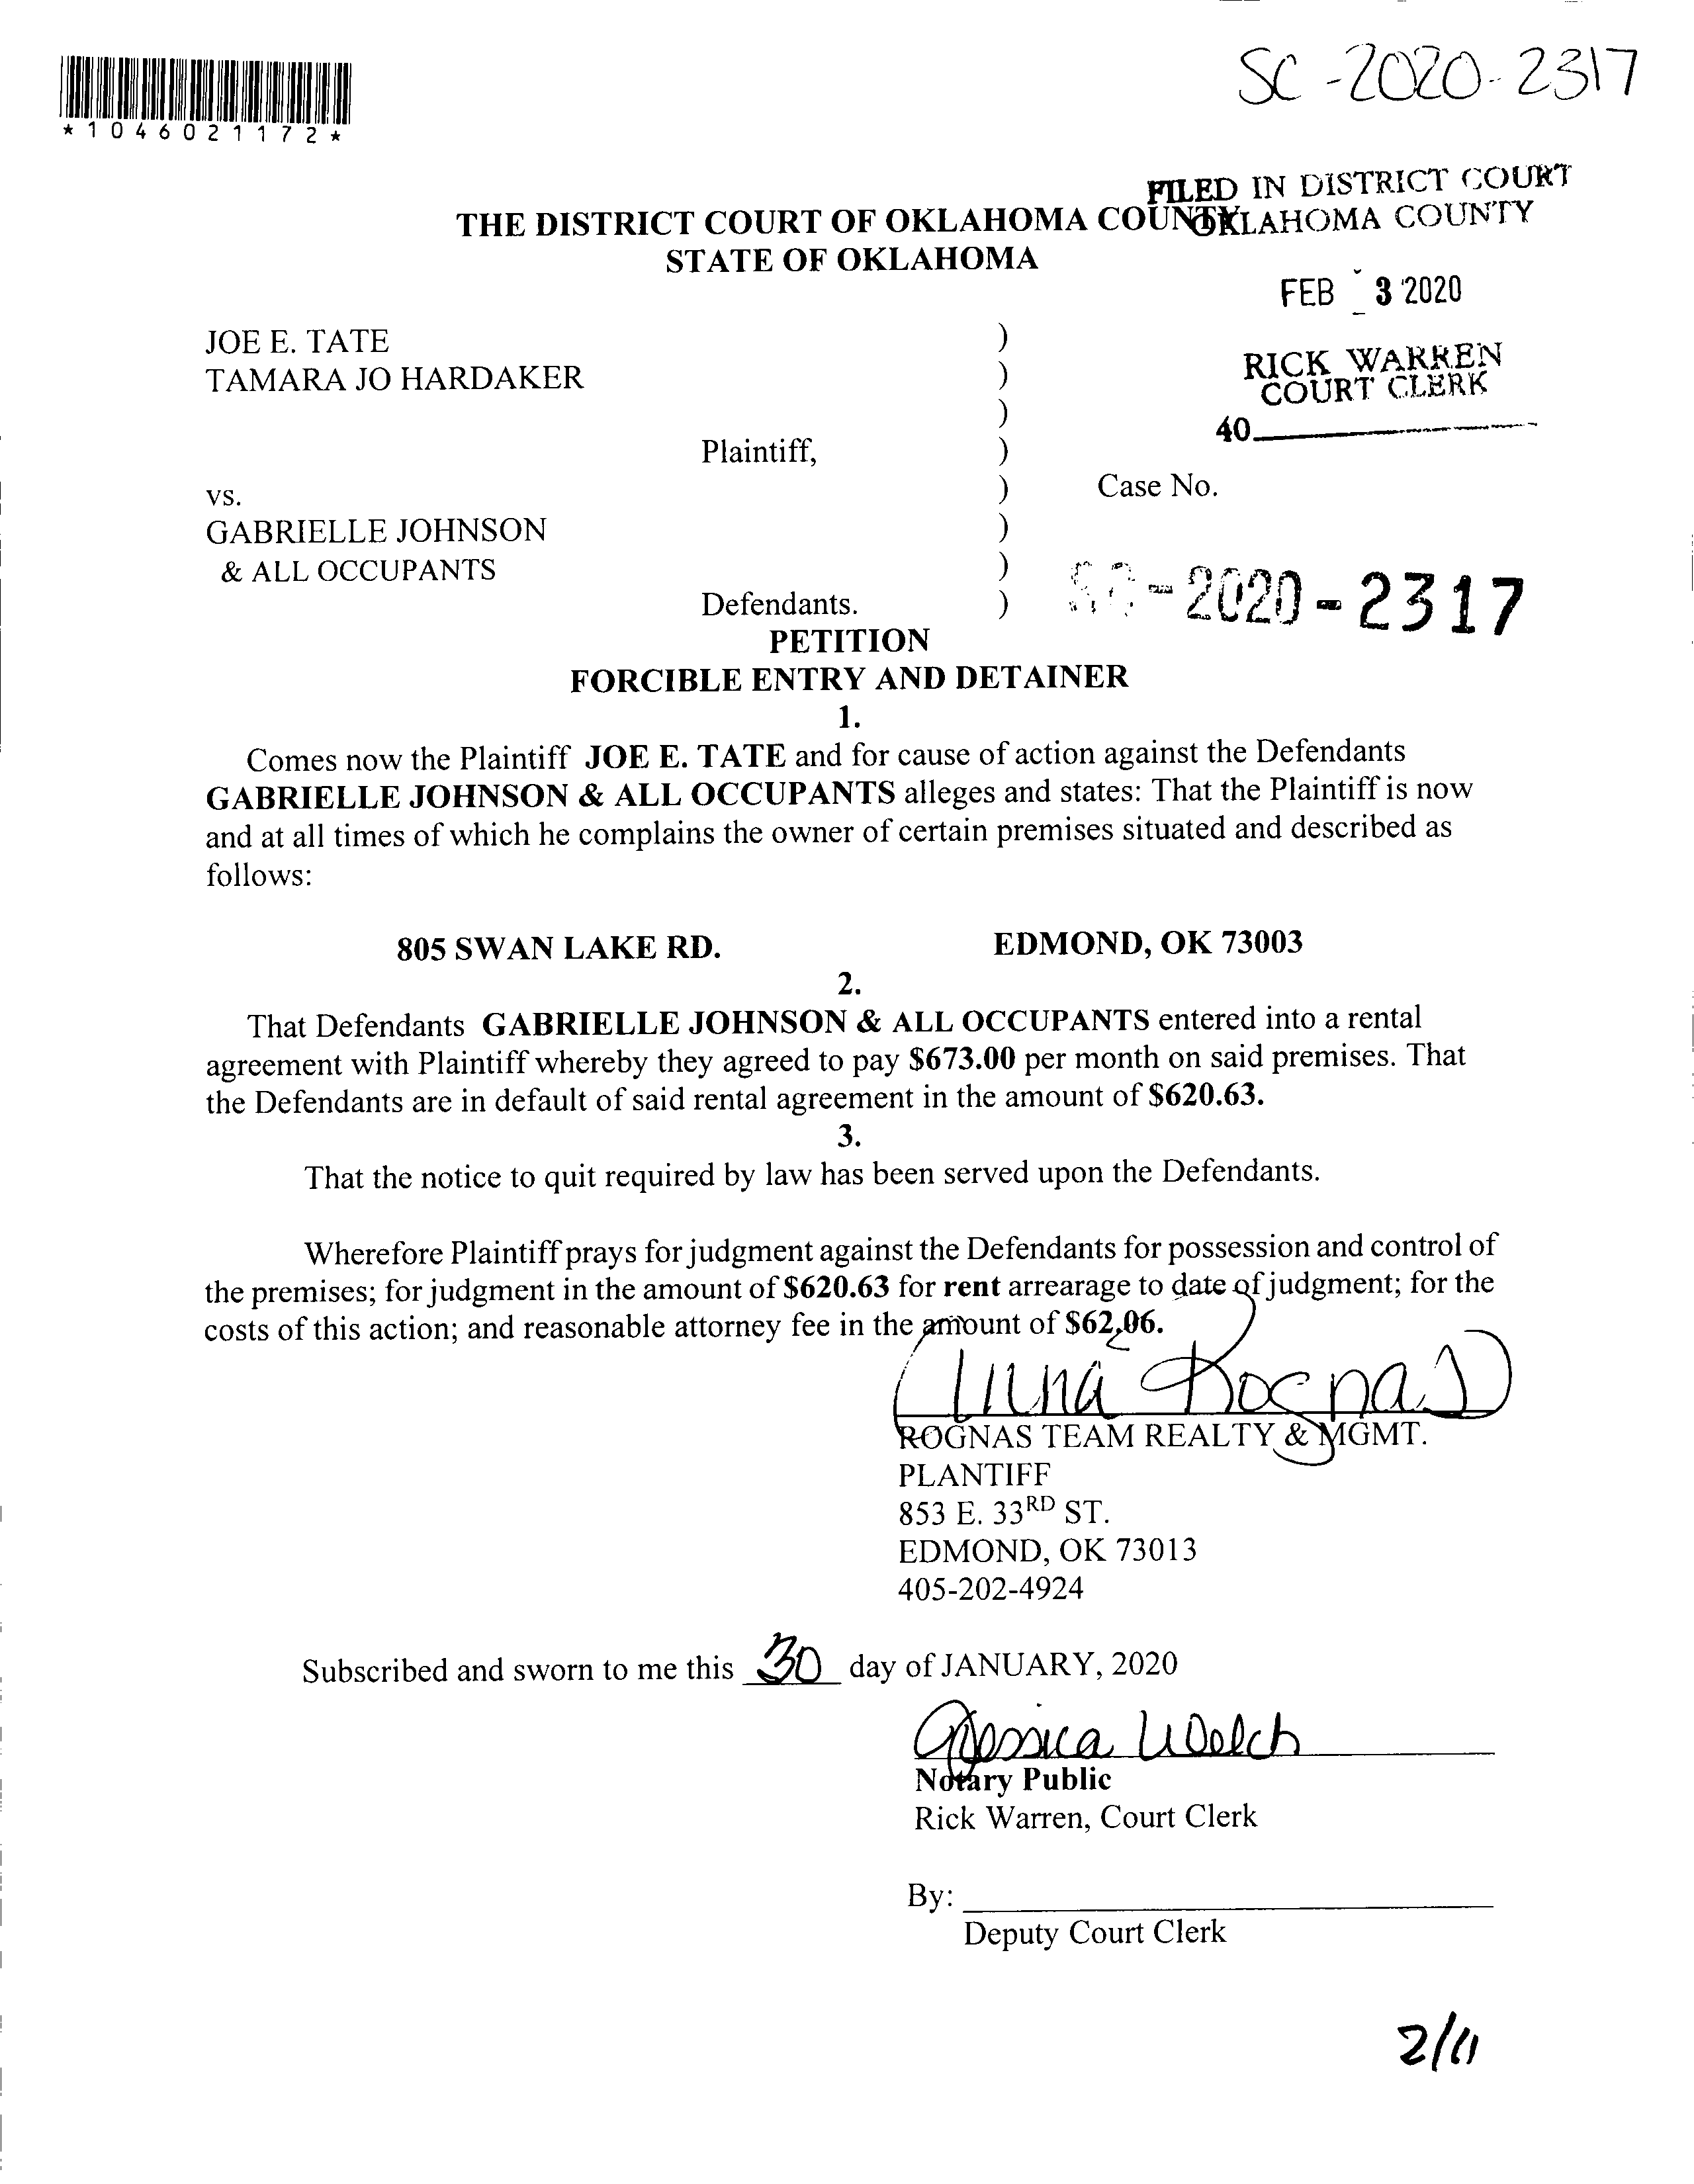 SC-2020-2317
*1046021172*
FILED IN DISTRICT COURT
OKLAHOMA COUNTY
THE DISTRICT COURT OF OKLAHOMA COUNTY
STATE OF OKLAHOMA
FEB 3 2020
JOE E. TATE )
TAMARA JO HARDAKER )
RICK WARREN
COURT CLERK
)
40
Plaintiff, )
vs. ) Case No.
GABRIELLE JOHNSON )
& ALL OCCUPANTS )
SC-2020-2317
Defendants. )
PETITION
FORCIBLE ENTRY AND DETAINER
1.
Comes now the Plaintiff JOE E. TATE and for cause of action against the Defendants
GABRIELLE JOHNSON & ALL OCCUPANTS alleges and states: That the Plaintiff is now
and at all times of which he complains the owner of certain premises situated and described as
follows:
805 SWAN LAKE RD. EDMOND, OK 73003
2.
That Defendants GABRIELLE JOHNSON & ALL OCCUPANTS entered into a rental
agreement with Plaintiff whereby they agreed to pay $673.00 per month on said premises. That
the Defendants are in default of said rental agreement in the amount of $620.63.
3.
That the notice to quit required by law has been served upon the Defendants.
Wherefore Plaintiff prays for judgment against the Defendants for possession and control of
the premises; for judgment in the amount of $620.63 for rent arrearage to date of judgment; for the
costs of this action; and reasonable attorney fee in the amount of $62.06.
Rognas
ROGNAS TEAM REALTY & MGMT.
PLANTIFF
853 E. 33RD ST.
EDMOND, OK 73013
405-202-4924
Subscribed and sworn to me this 30 day of JANUARY, 2020
Jessica Welch
Notary Public
Rick Warren, Court Clerk
By:
Deputy Court Clerk
2/11